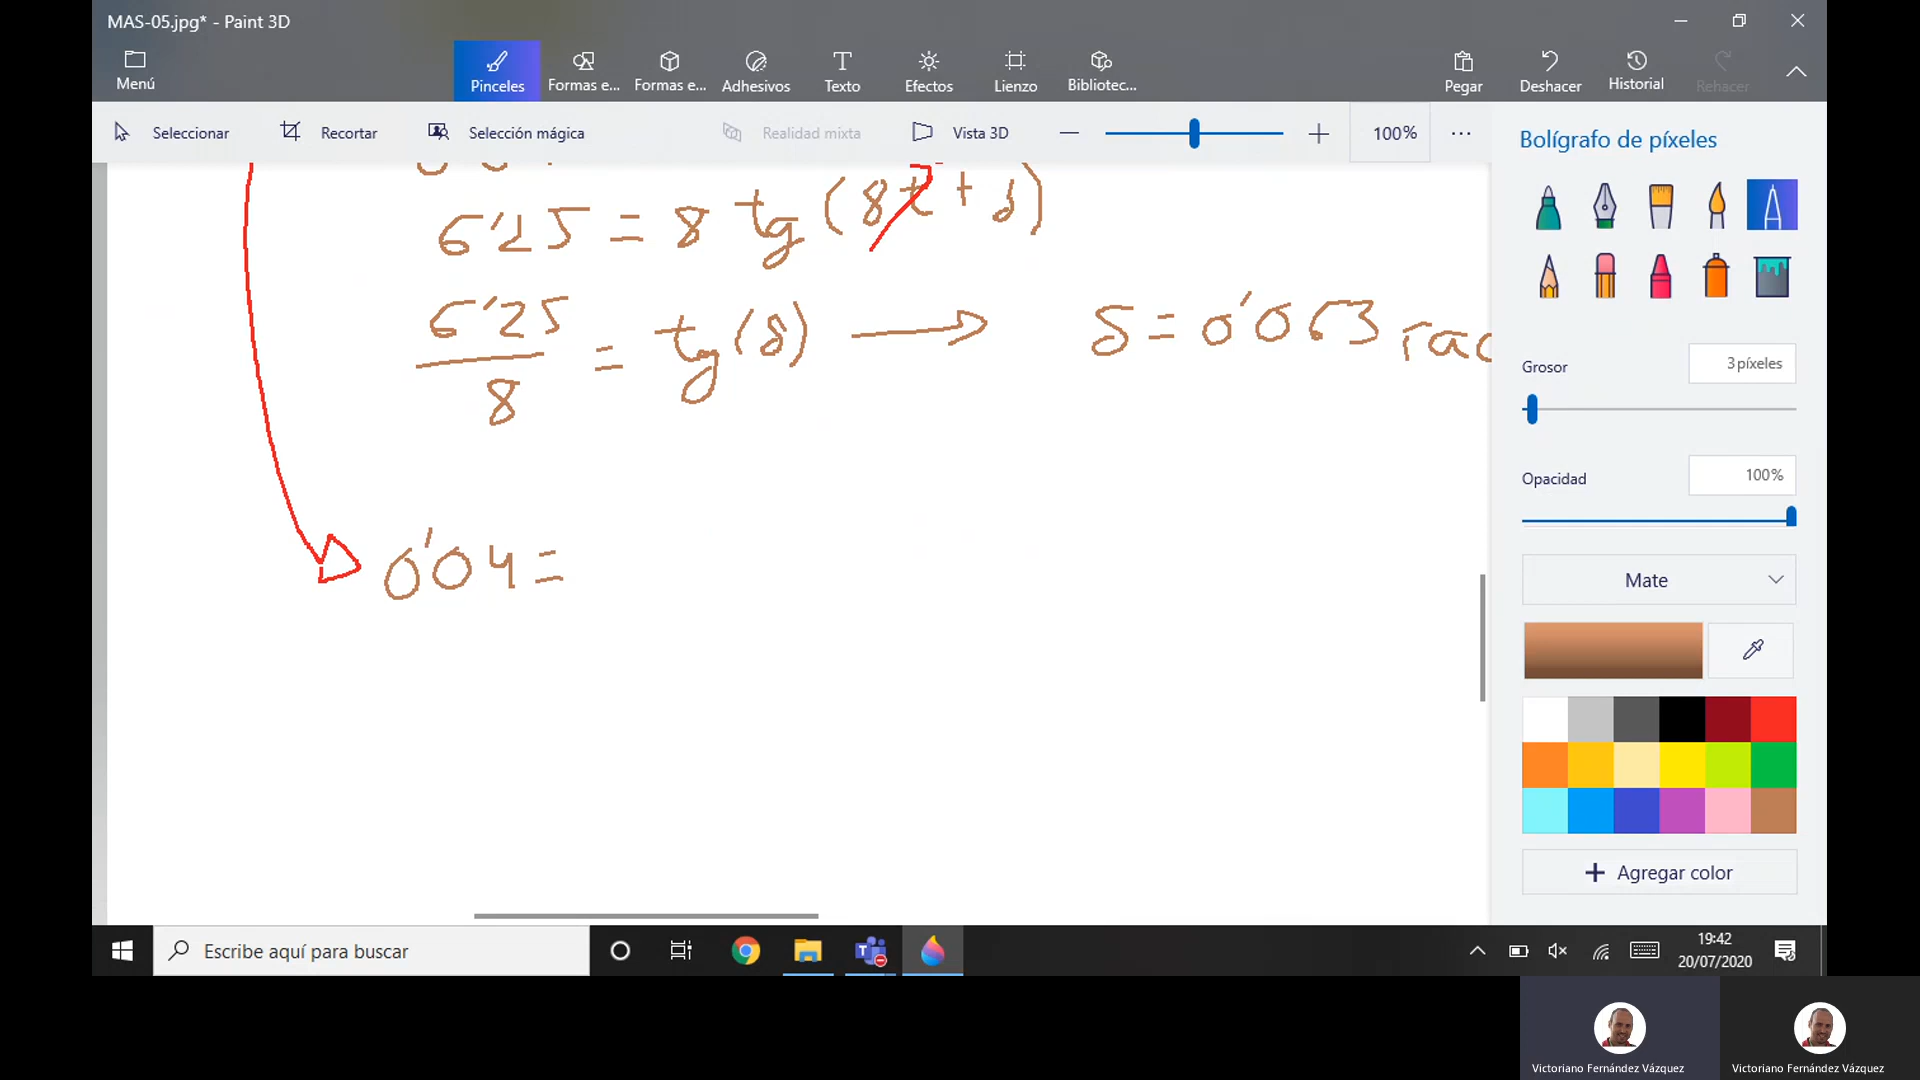 MAS-05.jpg* - Paint 3D
Menú
Pinceles
Formas e...
Formas e...
Adhesivos
Texto
Efectos
Lienzo
Bibliotec...
Pegar
Deshacer
Historial
Rehacer
Seleccionar
Recortar
Selección mágica
Realidad mixta
Vista 3D
100%
Bolígrafo de píxeles
6'25 = 8 tg (8t + δ)
6'25
8
= tg (δ)
δ = 0'063 rad
0'04 =
Grosor
3 píxeles
Opacidad
100%
Mate
Agregar color
Escribe aquí para buscar
19:42
20/07/2020
Victoriano Fernández Vázquez
Victoriano Fernández Vázquez